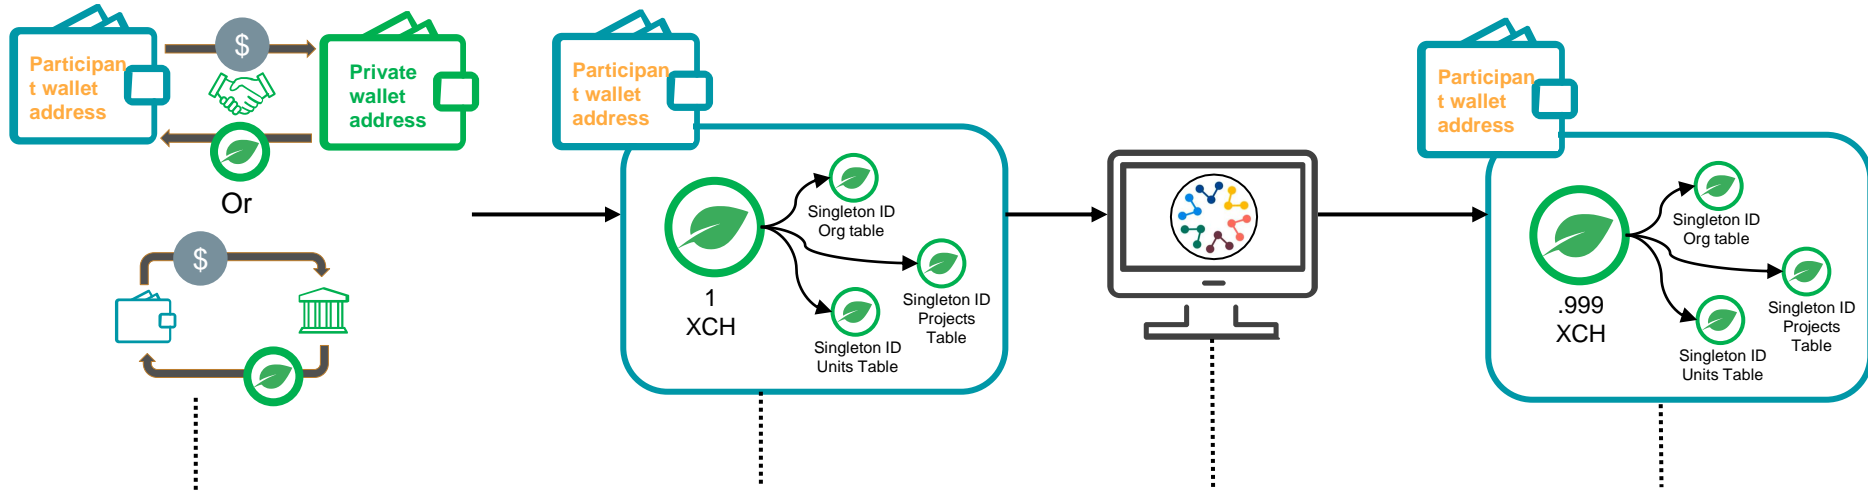 Participan
t wallet
address
$
Private
wallet
address
Or
$
Participan
t wallet
address
1
XCH
Singleton ID
Org table
Singleton ID
Projects
Table
Singleton ID
Units Table
Participan
t wallet
address
.999
XCH
Singleton ID
Org table
Singleton ID
Projects
Table
Singleton ID
Units Table